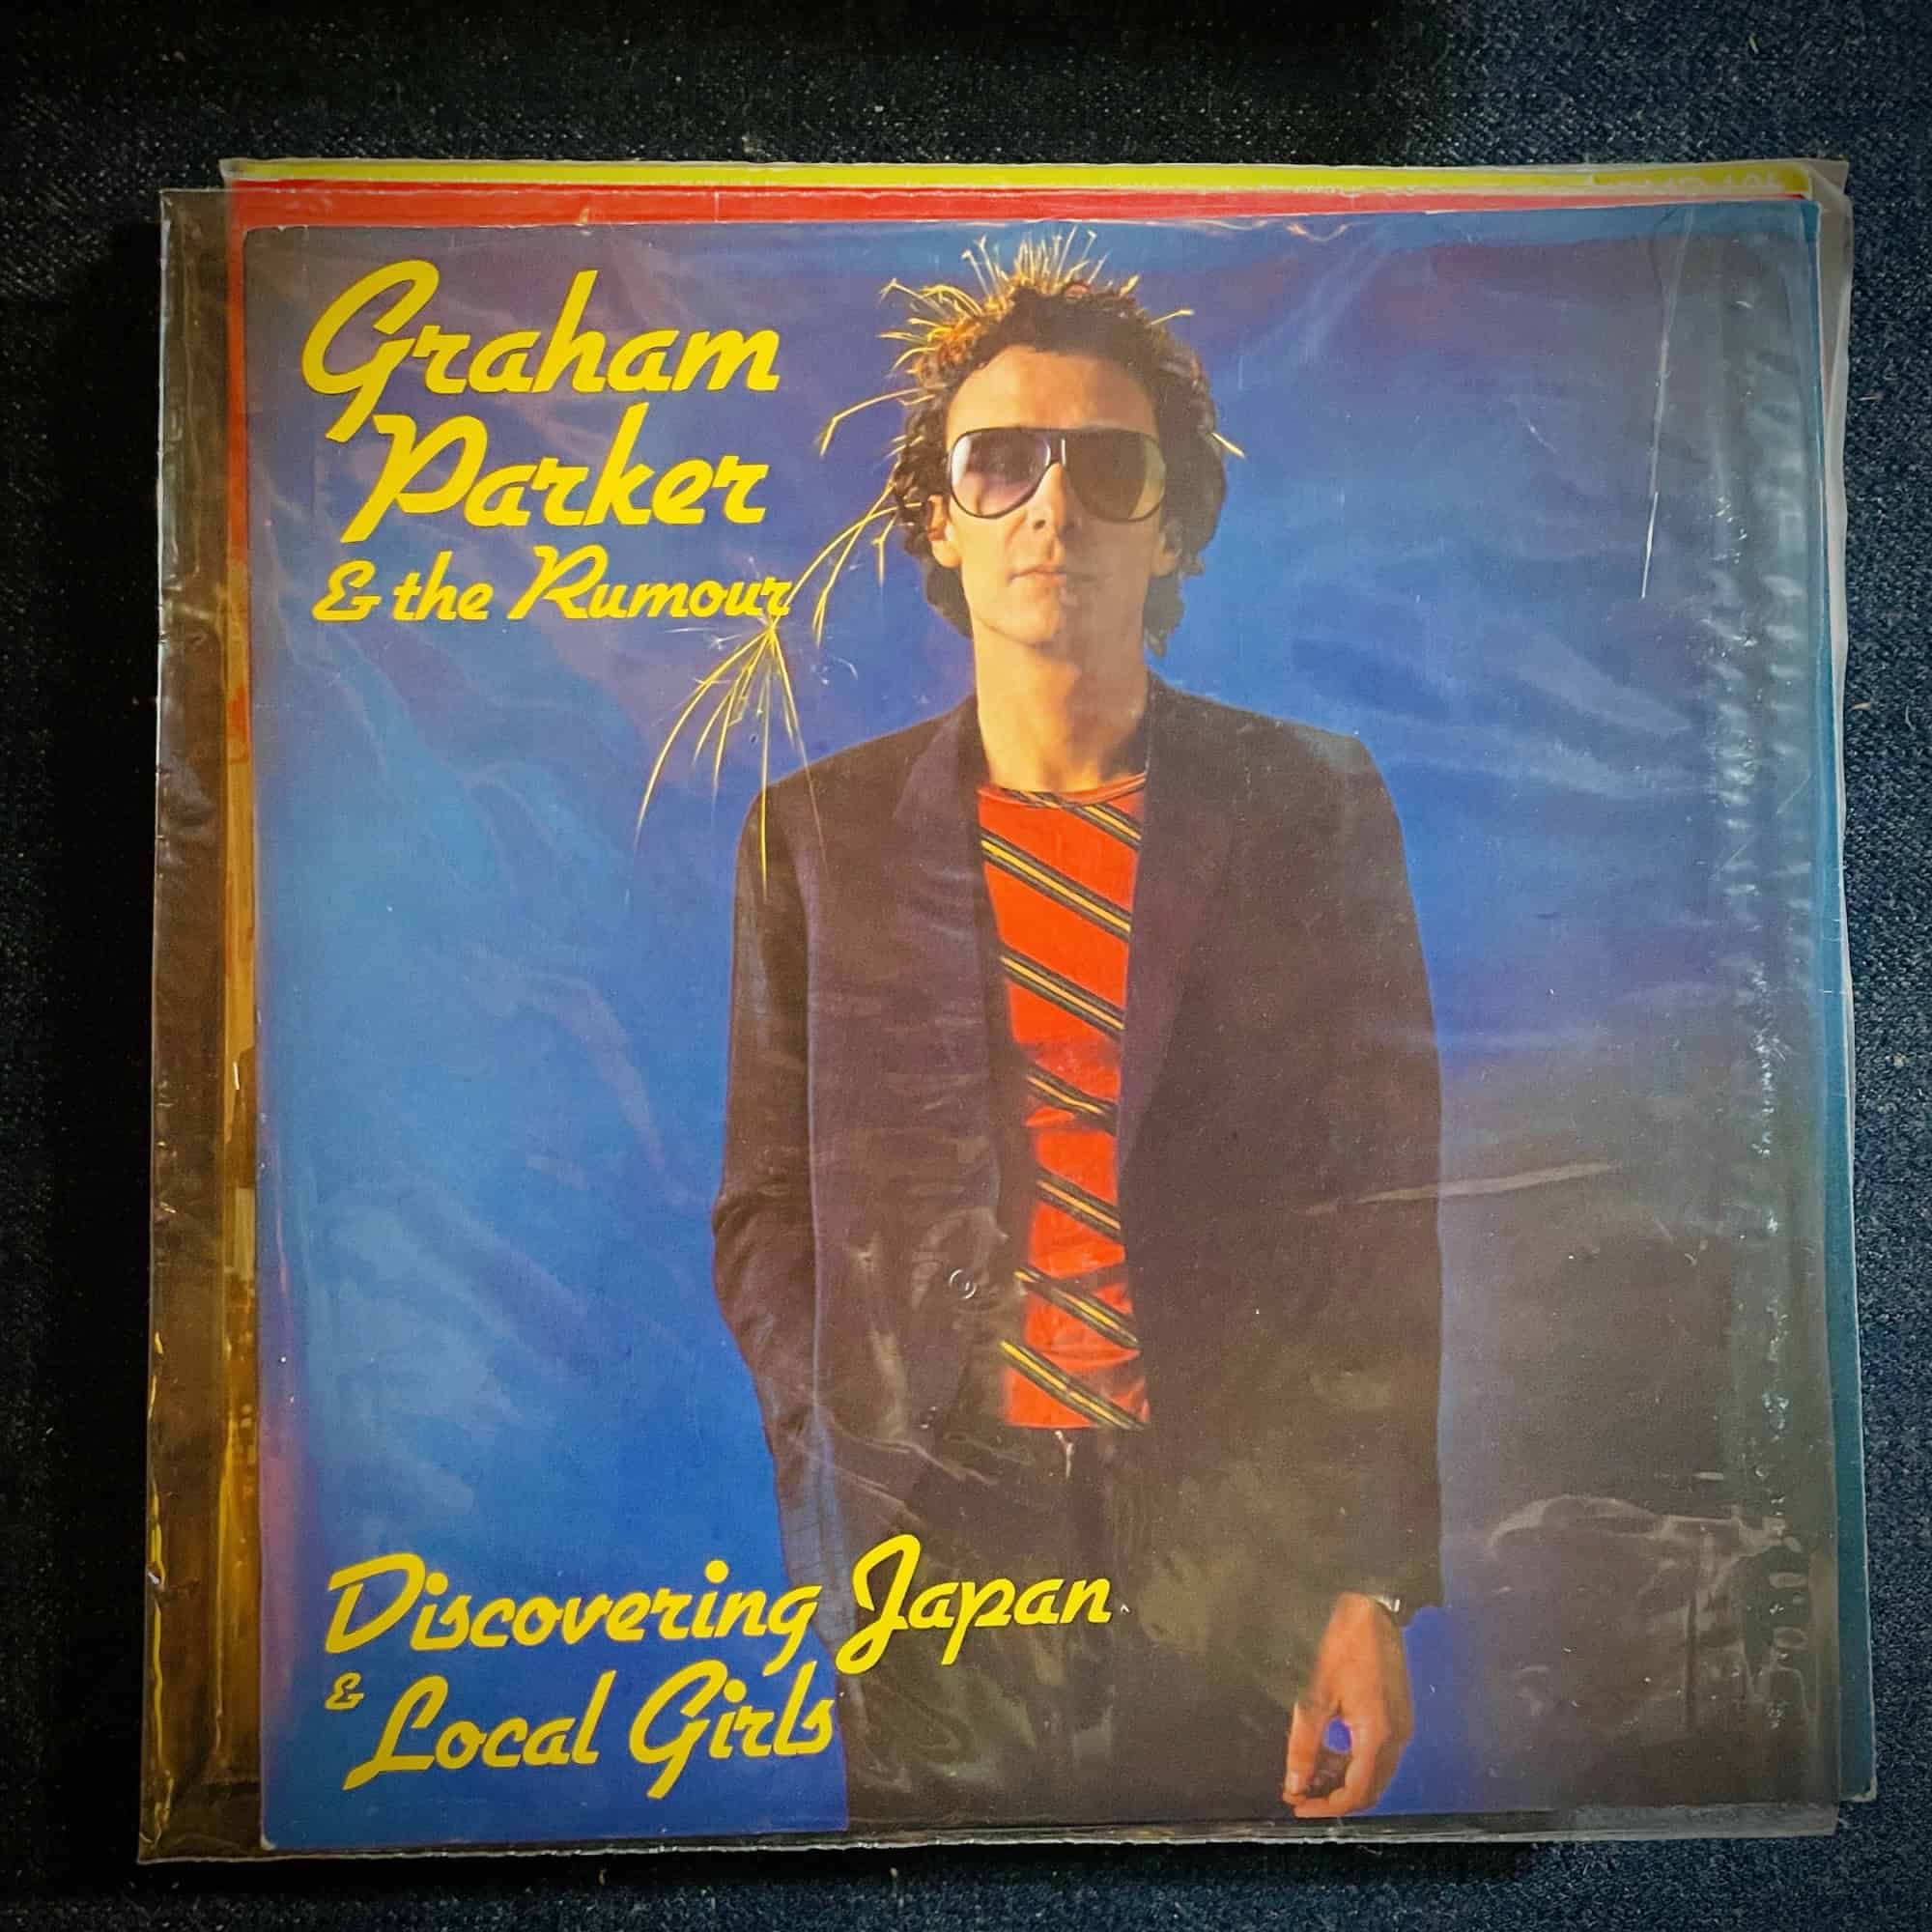 Graham
Parker
& the Rumour
Discovering Japan
& Local Girls